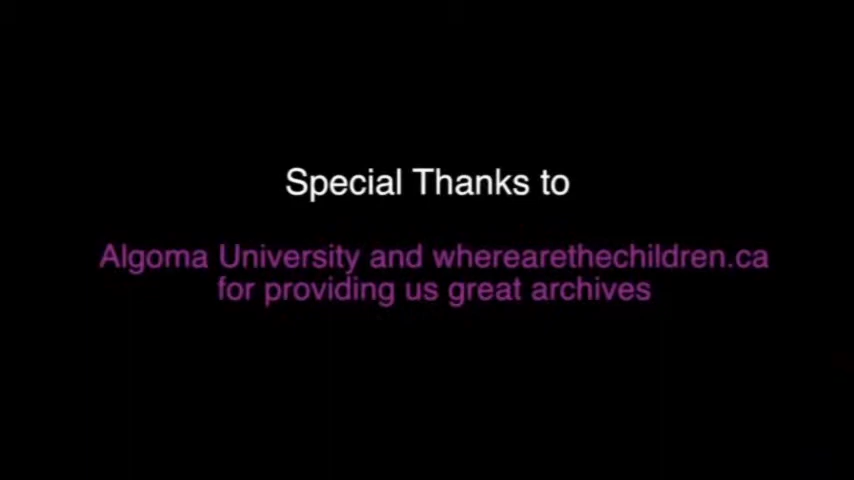 Special Thanks to
Algoma University and wherearethechildren.ca
for providing us great archives